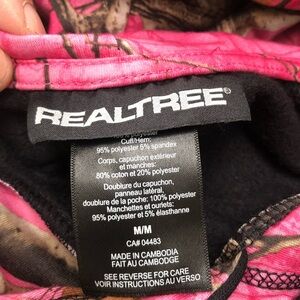 REALTREE®
Cuff/Hem:
95% polyester 5% spandex
Corps, capuchon extérieur
et manches:
80% coton et 20% polyester
Doublure du capuchon,
panneau latéral,
doublure de la poche: 100% polyester
Manchettes et ourlets:
95% polyester et 5% élasthanne
M/M
CA# 04483
MADE IN CAMBODIA
FAIT AU CAMBODGE
SEE REVERSE FOR CARE
VOIR INSTRUCTIONS AU